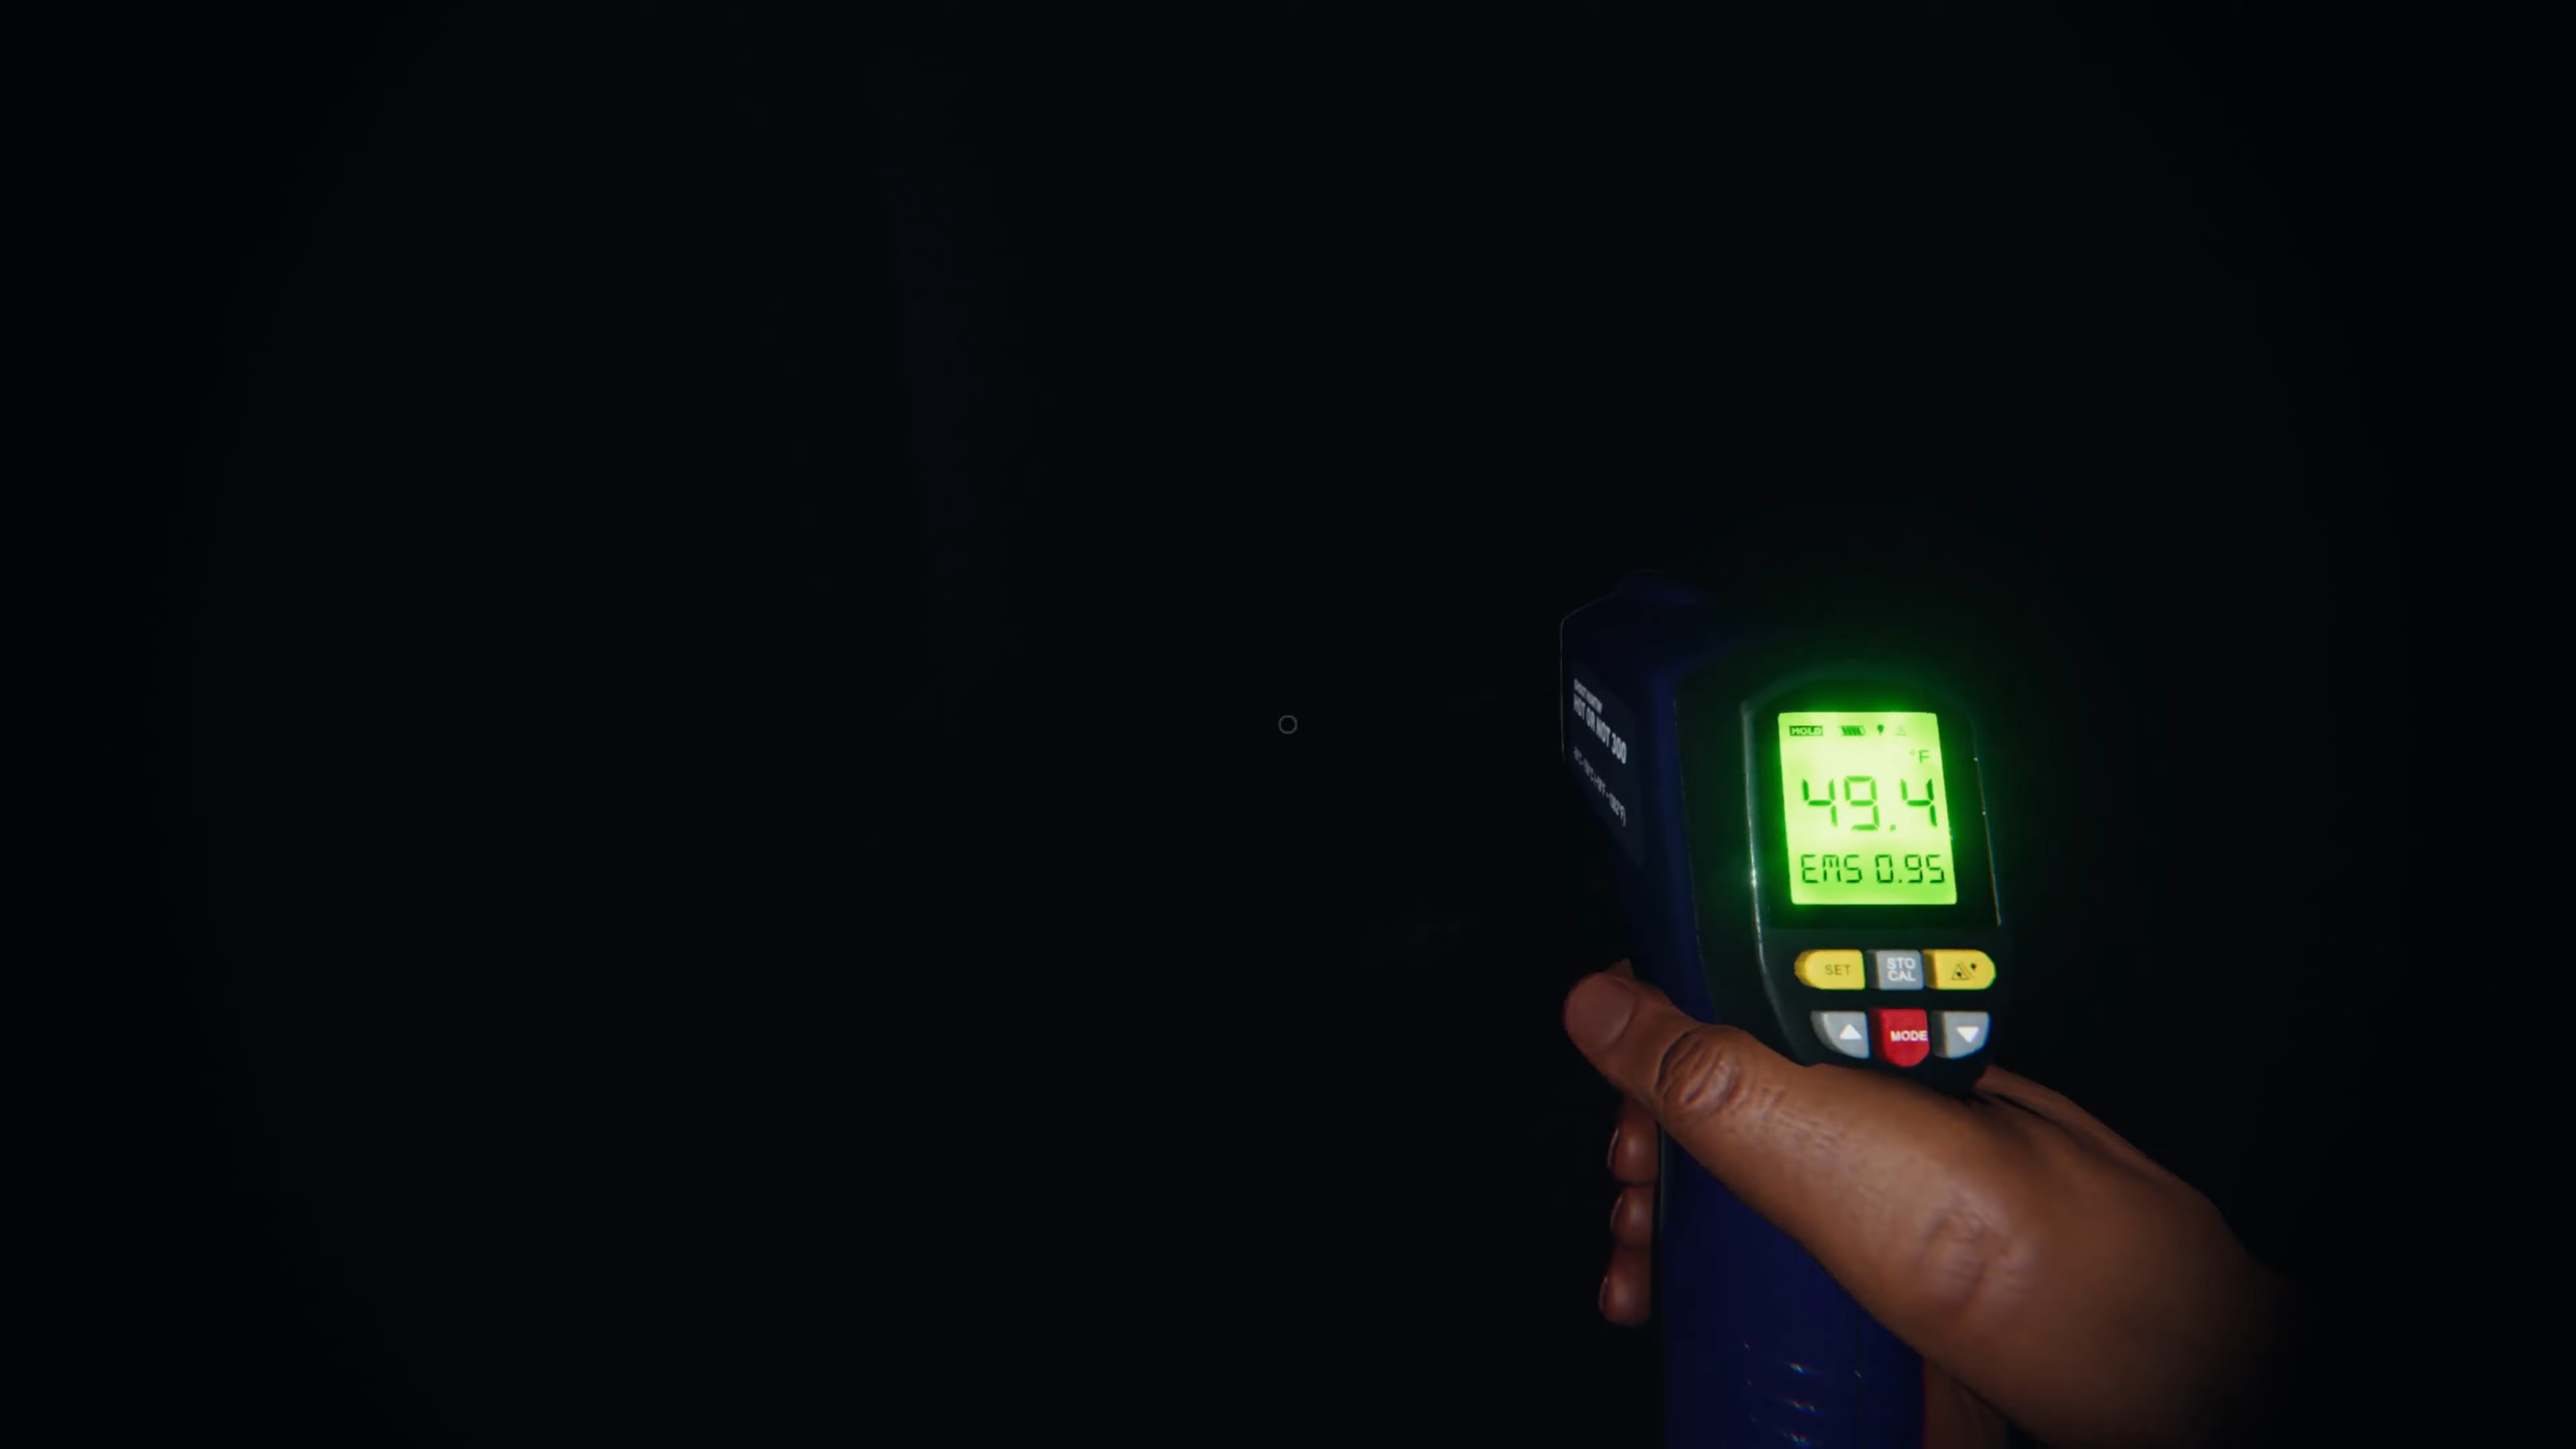 HOT OR NOT 300
HOLD
°F
49.4
EMS 0.95
SET
STO
CAL
MODE